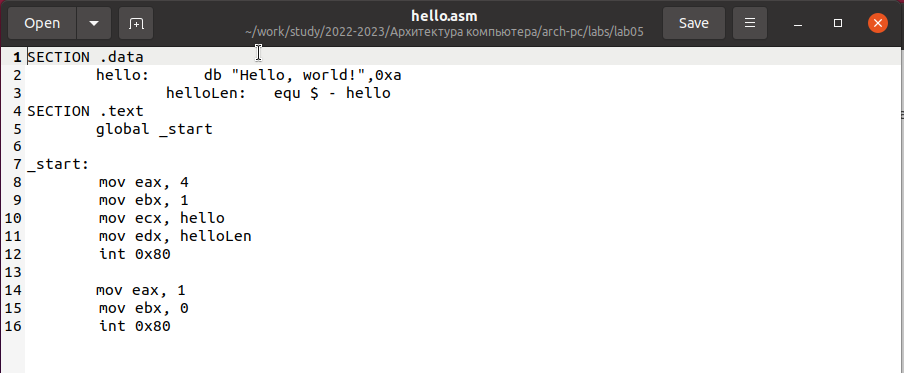 hello.asm
Open
~/work/study/2022-2023/Архитектура компьютера/arch-pc/labs/lab05
Save
1 SECTION .data
2 hello: db "Hello, world!",0xa
3 helloLen: equ $ - hello
4 SECTION .text
5 global _start
6
7 _start:
8 mov eax, 4
9 mov ebx, 1
10 mov ecx, hello
11 mov edx, helloLen
12 int 0x80
13
14 mov eax, 1
15 mov ebx, 0
16 int 0x80